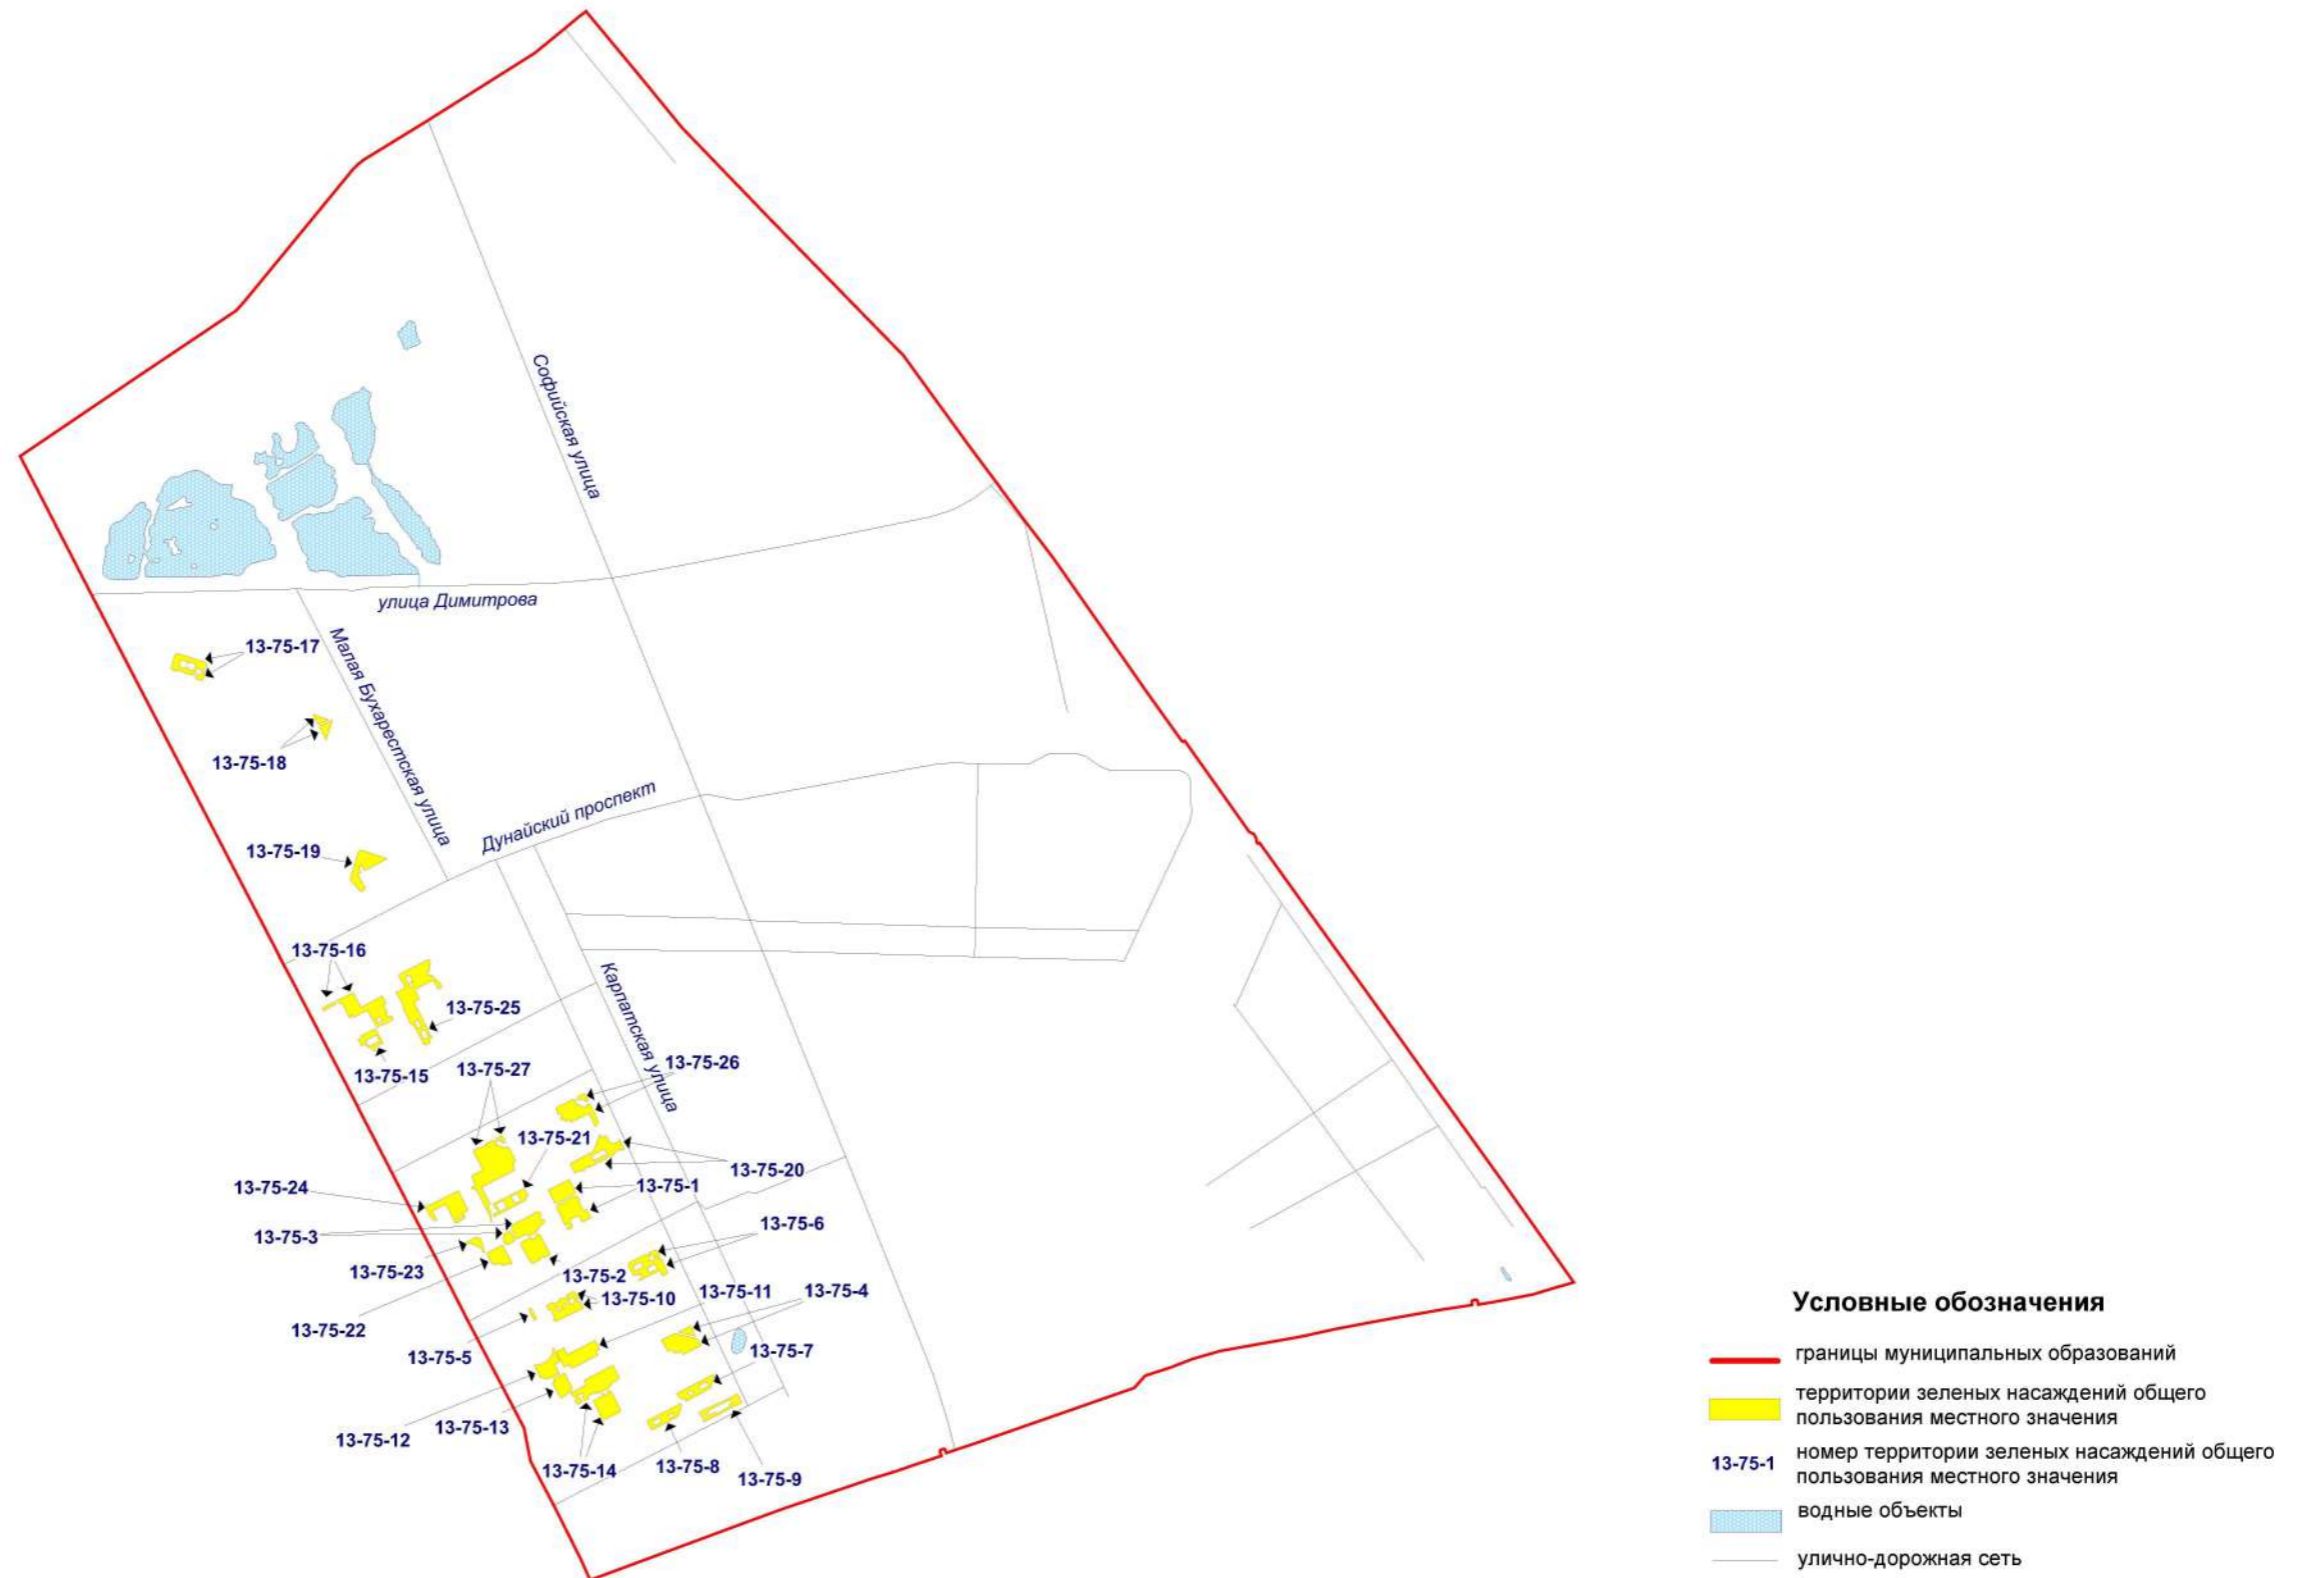 Софийская улица
улица Димитрова
13-75-17
Малая Бухарестская улица
13-75-18
Дунайский проспект
13-75-19
13-75-16
13-75-25
Карпатская улица
13-75-15
13-75-27
13-75-26
13-75-21
13-75-20
13-75-24
13-75-1
13-75-3
13-75-6
13-75-23
13-75-2
13-75-10
13-75-11
13-75-4
13-75-22
13-75-5
13-75-7
13-75-12
13-75-13
13-75-14
13-75-8
13-75-9
Условные обозначения
границы муниципальных образований
территории зеленых насаждений общего
пользования местного значения
13-75-1
номер территории зеленых насаждений общего
пользования местного значения
водные объекты
улично-дорожная сеть